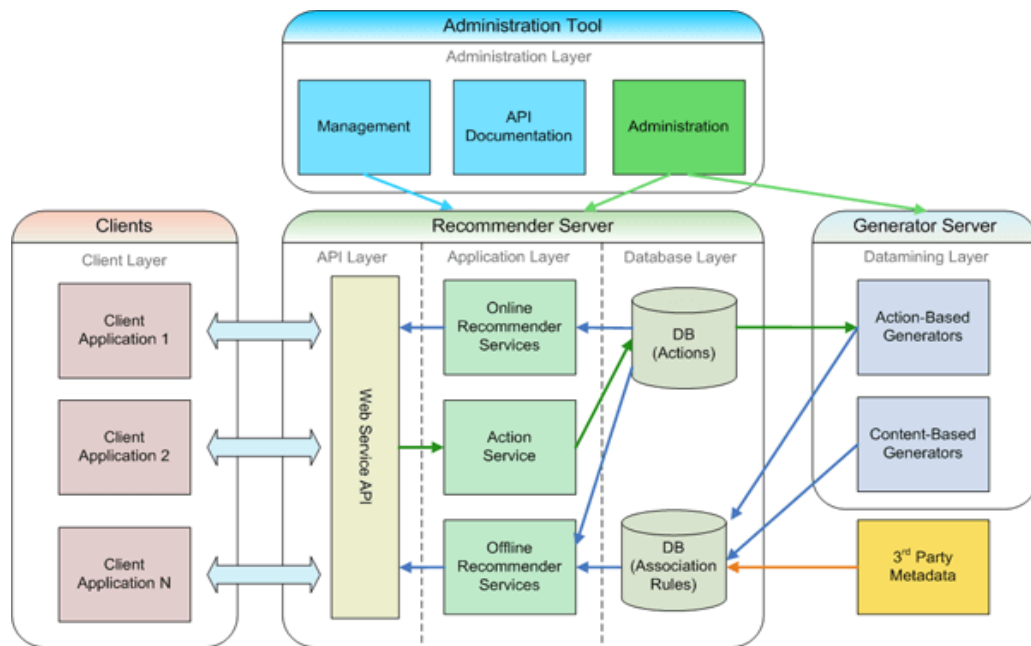 Administration Tool
Administration Layer
Management
API
Documentation
Administration
Clients
Client Layer
Client
Application 1
Client
Application 2
Client
Application N
Recommender Server
API Layer
Application Layer
Database Layer
Web Service API
Online
Recommender
Services
Action
Service
Offline
Recommender
Services
DB
(Actions)
DB
(Association
Rules)
Generator Server
Datamining Layer
Action-Based
Generators
Content-Based
Generators
3rd Party
Metadata